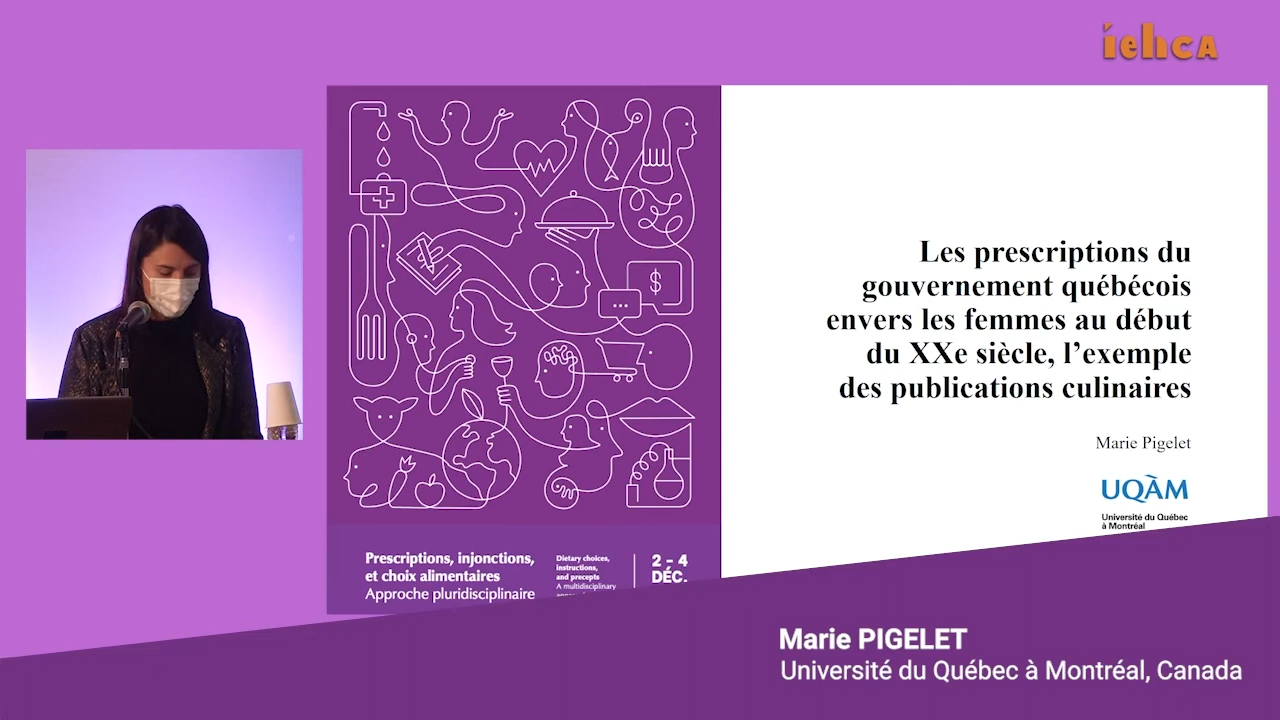 iehca
Les prescriptions du
gouvernement québécois
envers les femmes au début
du XXe siècle, l’exemple
des publications culinaires
Marie Pigelet
UQÀM
Université du Québec
à Montréal
Prescriptions, injonctions,
et choix alimentaires
Approche pluridisciplinaire
Dietary choices,
instructions,
and precepts
A multidisciplinary
2 - 4
DÉC.
$
Marie PIGELET
Université du Québec à Montréal, Canada